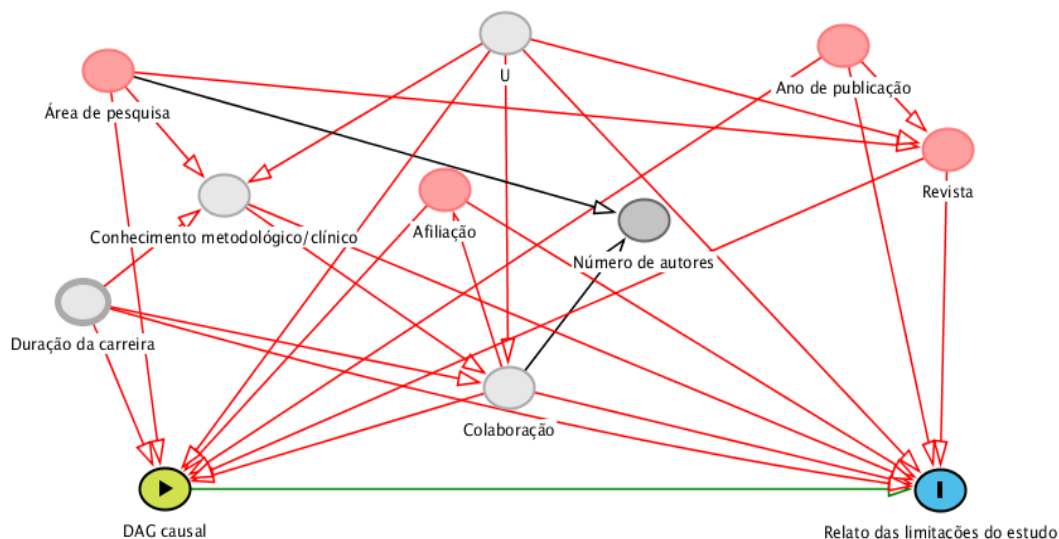 U
Ano de publicação
Área de pesquisa
Revista
Afiliação
Conhecimento metodológico/clínico
Número de autores
Duração da carreira
Colaboração
DAG causal
Relato das limitações do estudo